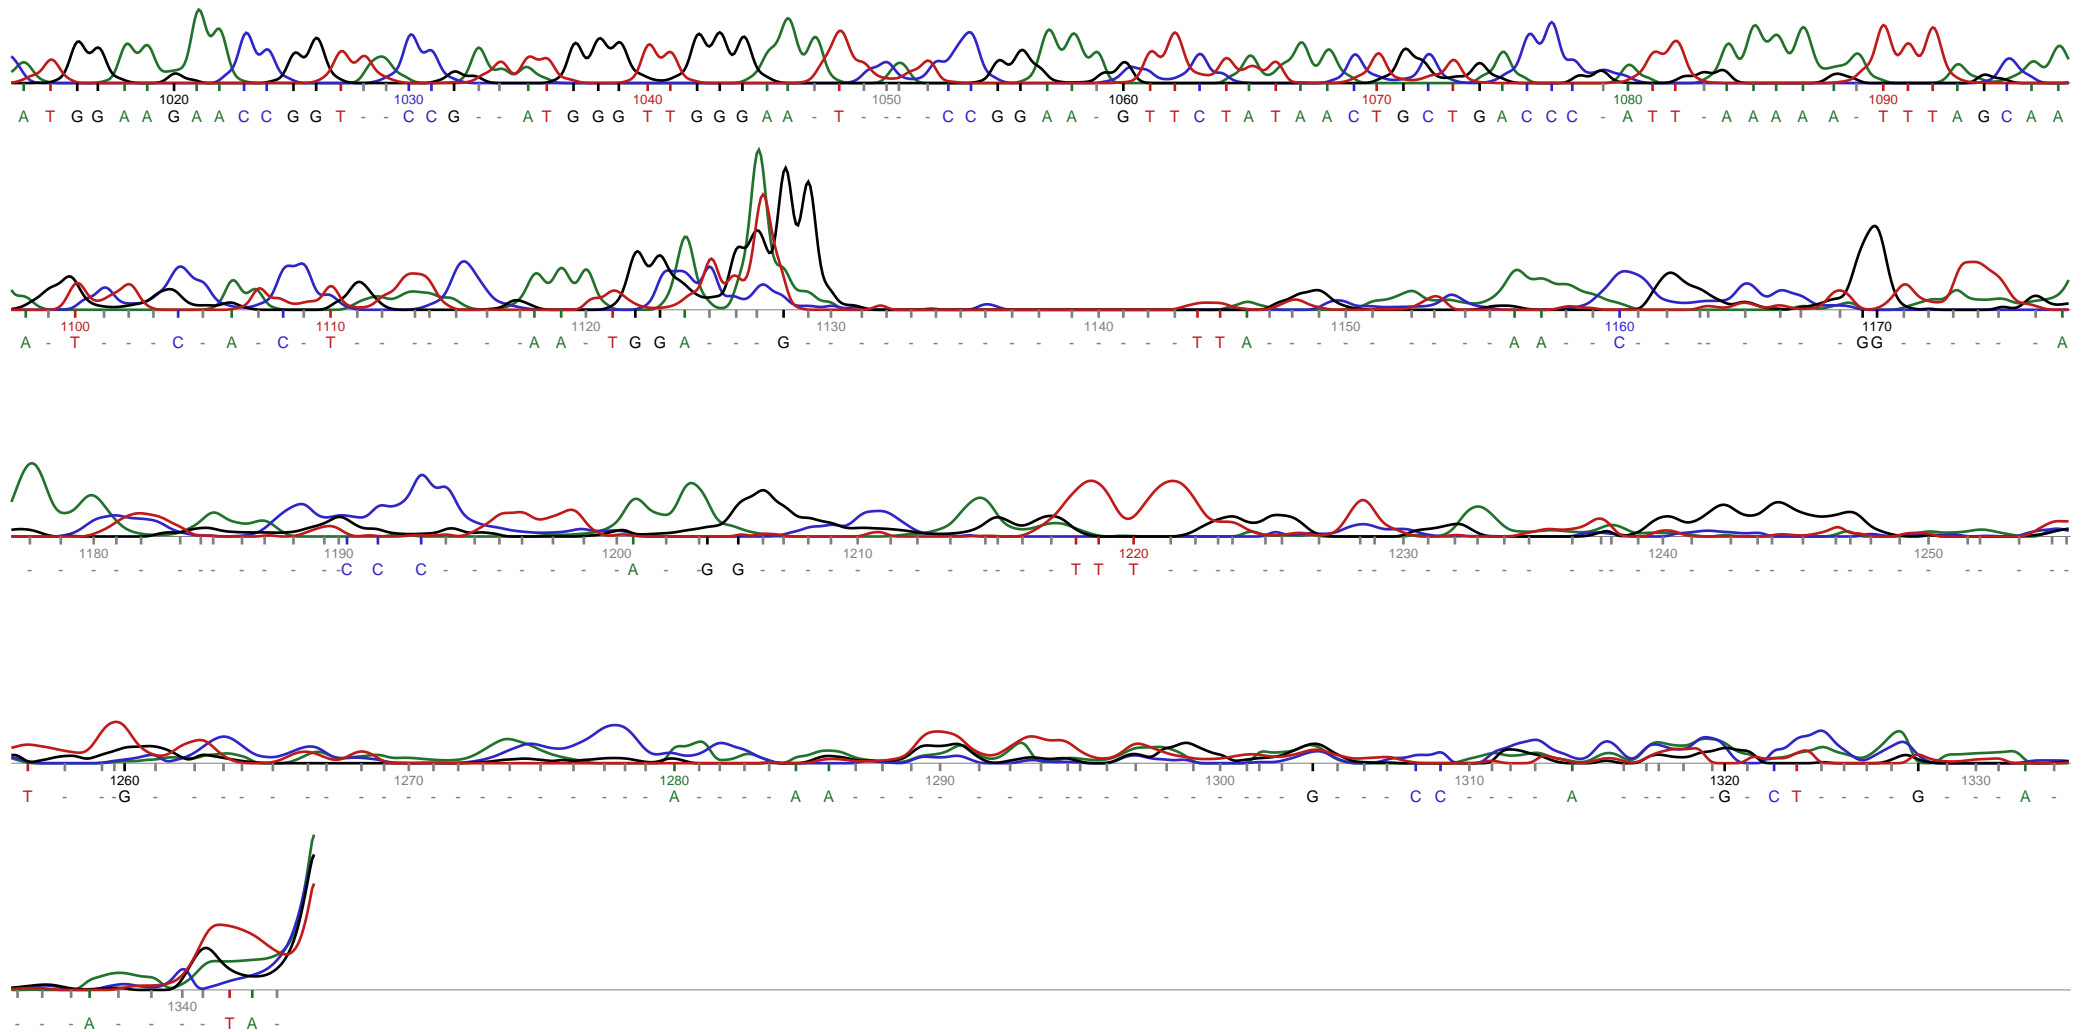 1020 1030 1040 1050 1060 1070 1080 1090
A T G G A A G A A C C G G T - - C C G - - A T G G G T T G G G A A - T - - - - C C G G A A - G T T C T A T A A C T G C T G A C C C - A T T - A A A A A - T T T A G C A A
1100 1110 1120 1130 1140 1150 1160 1170
A - T - - - C - A - C - T - - - - - - - A A - T G G A - - - G - - - - - - - - - - - - - - - - T T A - - - - - - - - - - A A - - C - - - - - - - - - G G - - - - - - A
1180 1190 1200 1210 1220 1230 1240 1250
- - - - - - - - - - - - C C C - - - - - - - A - - G G - - - - - - - - - - - - T T T - - - - - - - - - - - - - - - - - - - - - - - - - - - - - - - - - -
1260 1270 1280 1290 1300 1310 1320 1330
T - - - G - - - - - - - - - - - - - - - - - - - A - - - A A - - - - - - - - - - - - - - - - - - - G - - - C C - - - - A - - - - - G - C T - - - - G - - - A -
1340
- - - A - - - - - T A -